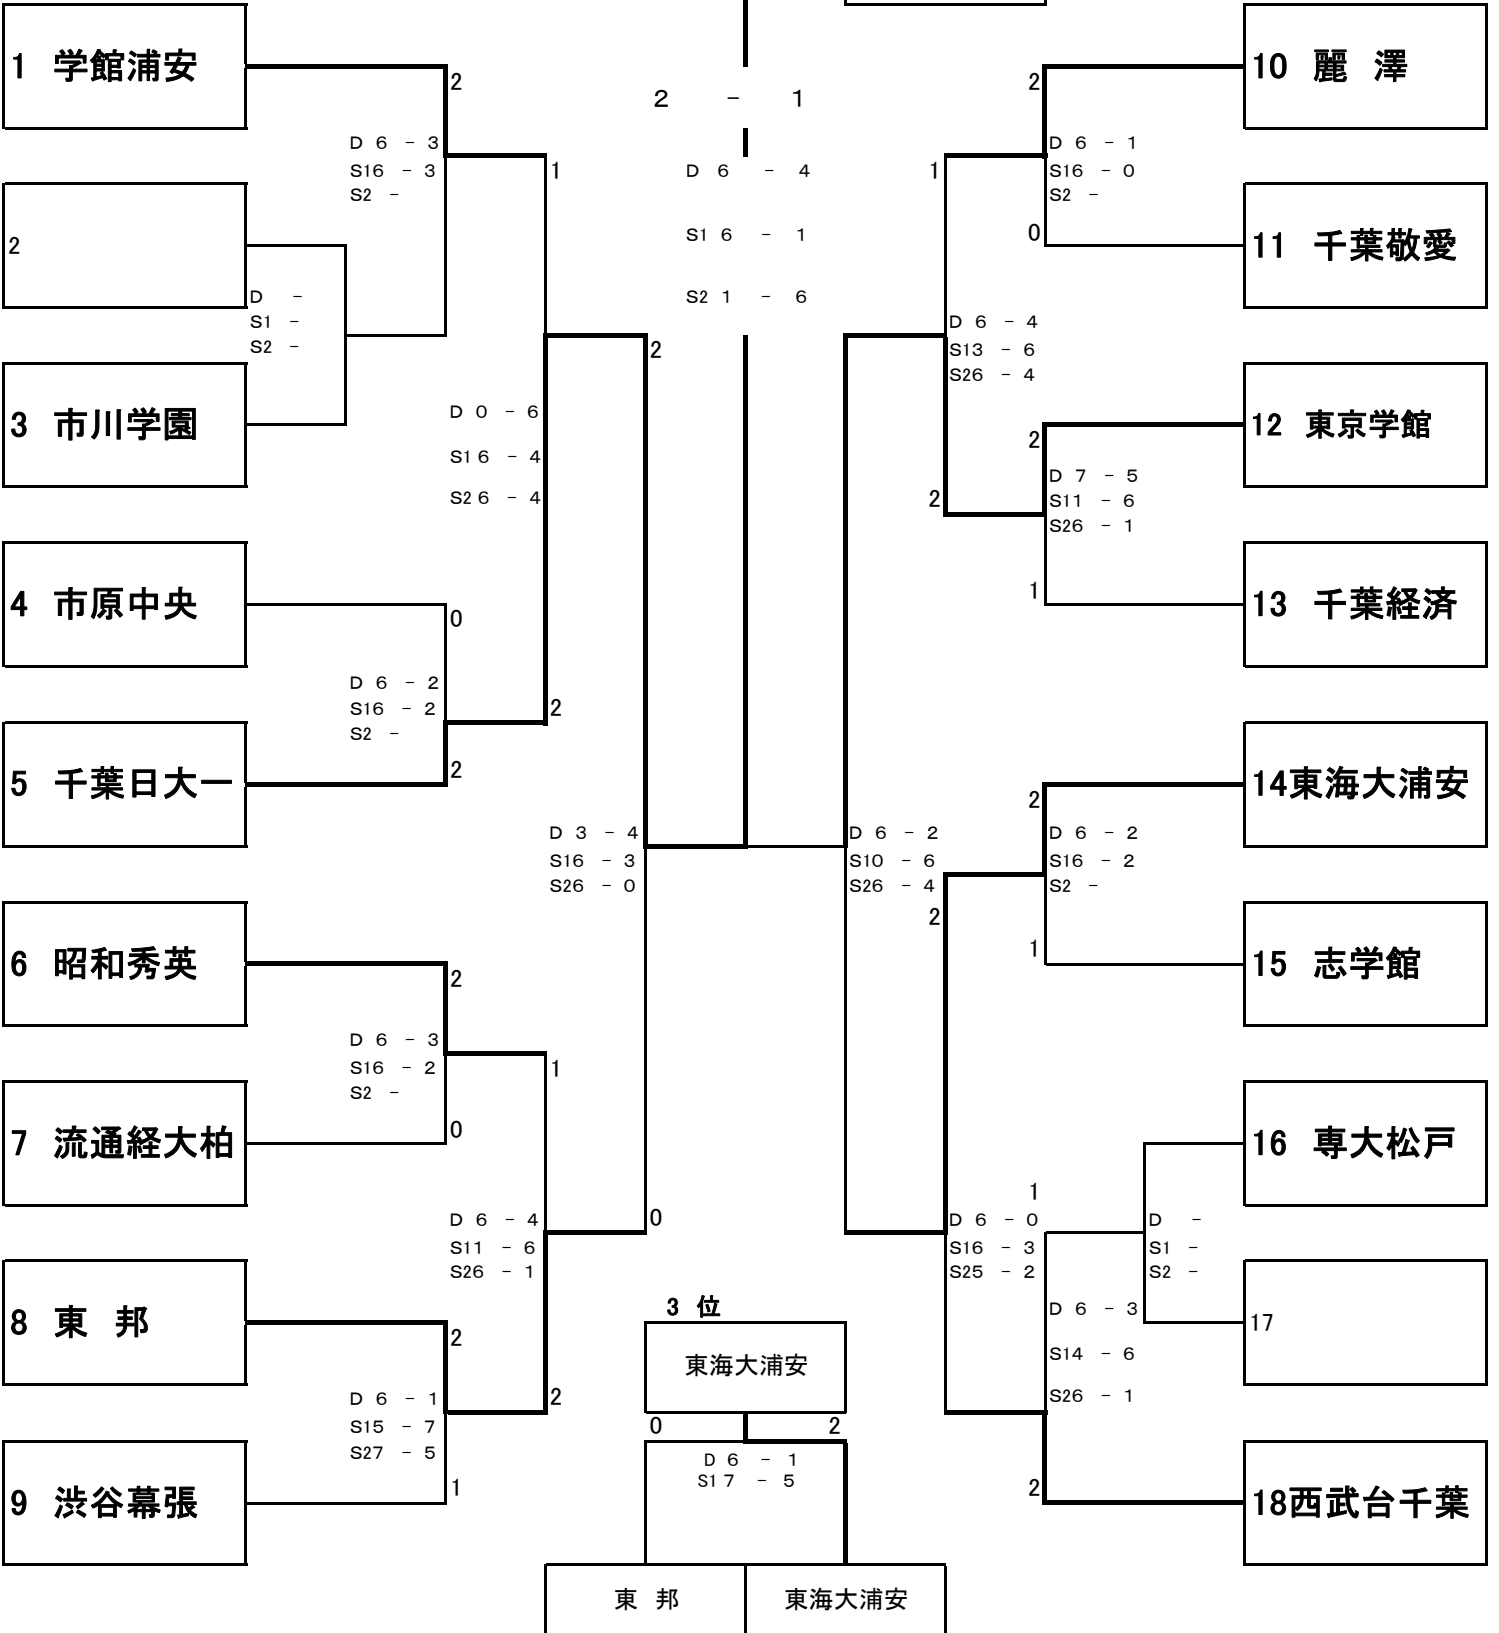 1 学館浦安
2
D 6 - 3
S16 - 3
S2 -
2
D -
S1 -
S2 -
3 市川学園
1
D 0 - 6
S16 - 4
S26 - 4
4 市原中央
0
D 6 - 2
S16 - 2
S2 -
2
5 千葉日大一
2
2
D 3 - 4
S16 - 3
S26 - 0
6 昭和秀英
2
D 6 - 3
S16 - 2
S2 -
0
7 流通経大柏
1
D 6 - 4
S11 - 6
S26 - 1
0
8 東 邦
2
D 6 - 1
S15 - 7
S27 - 5
2
1
9 渋谷幕張
2 - 1
D 6 - 4
S1 6 - 1
S2 1 - 6
10 麗 澤
2
D 6 - 1
S16 - 0
S2 -
0
11 千葉敬愛
1
D 6 - 4
S13 - 6
S26 - 4
2
12 東京学館
2
D 7 - 5
S11 - 6
S26 - 1
1
13 千葉経済
14東海大浦安
2
D 6 - 2
S16 - 2
S2 -
1
15 志学館
D 6 - 2
S10 - 6
S26 - 4
2
16 専大松戸
D -
S1 -
S2 -
17
1
D 6 - 0
S16 - 3
S25 - 2
D 6 - 3
S14 - 6
S26 - 1
2
18西武台千葉
3 位
東海大浦安
0 2
D 6 - 1
S1 7 - 5
東 邦 東海大浦安